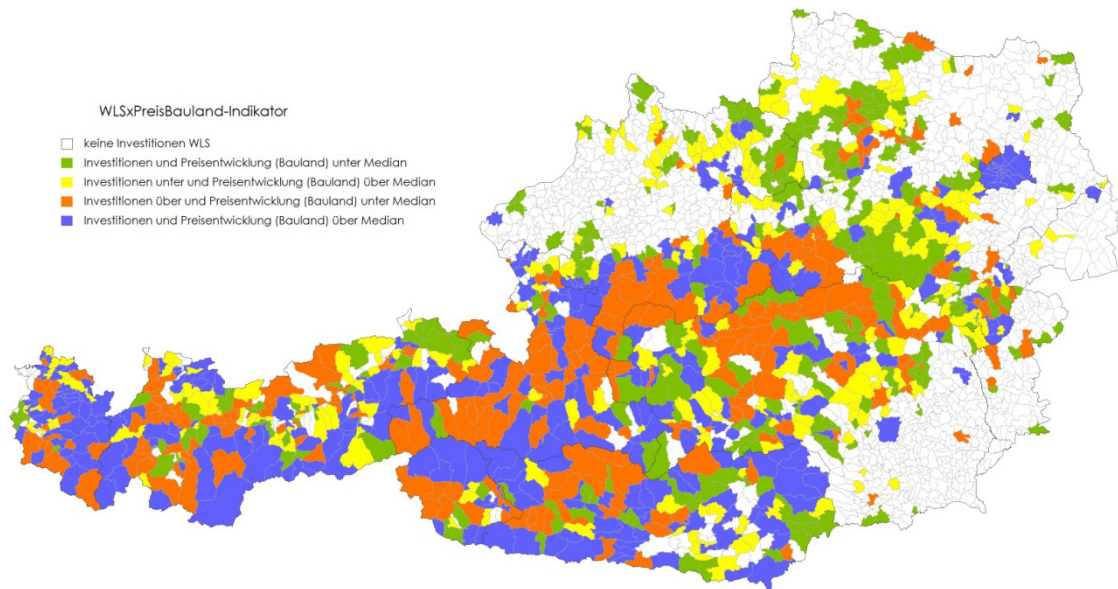 WLSxPreisBauland-Indikator
keine Investitionen WLS
Investitionen und Preisentwicklung (Bauland) unter Median
Investitionen unter und Preisentwicklung (Bauland) über Median
Investitionen über und Preisentwicklung (Bauland) unter Median
Investitionen und Preisentwicklung (Bauland) über Median